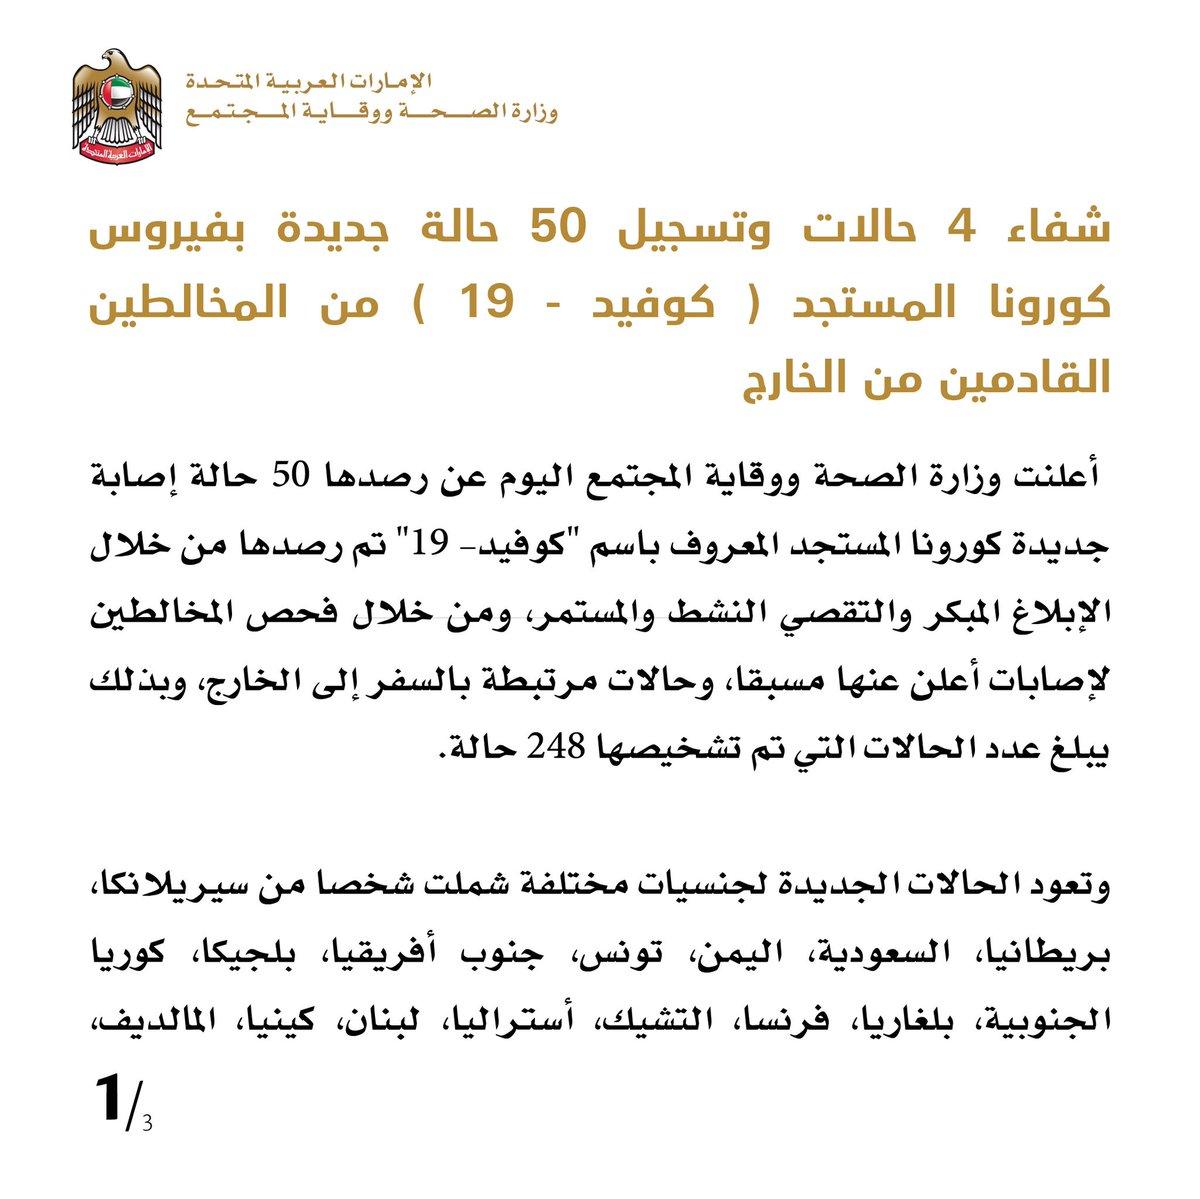 الإمارات العربية المتحدة
وزارة الصحة ووقاية المجتمع
الإمارات العربية المتحدة
شفاء 4 حالات وتسجيل 50 حالة جديدة بفيروس
كورونا المستجد ( كوفيد - 19 ) من المخالطين
القادمين من الخارج
أعلنت وزارة الصحة ووقاية المجتمع اليوم عن رصدها 50 حالة إصابة
جديدة كورونا المستجد المعروف باسم "كوفيد– 19" تم رصدها من خلال
الإبلاغ المبكر والتقصي النشط والمستمر، ومن خلال فحص المخالطين
لإصابات أعلن عنها مسبقا، وحالات مرتبطة بالسفر إلى الخارج، وبذلك
يبلغ عدد الحالات التي تم تشخيصها 248 حالة.
وتعود الحالات الجديدة لجنسيات مختلفة شملت شخصا من سيريلانكا،
بريطانيا، السعودية، اليمن، تونس، جنوب أفريقيا، بلجيكا، كوريا
الجنوبية، بلغاريا، فرنسا، التشيك، أستراليا، لبنان، كينيا، المالديف،
1/3